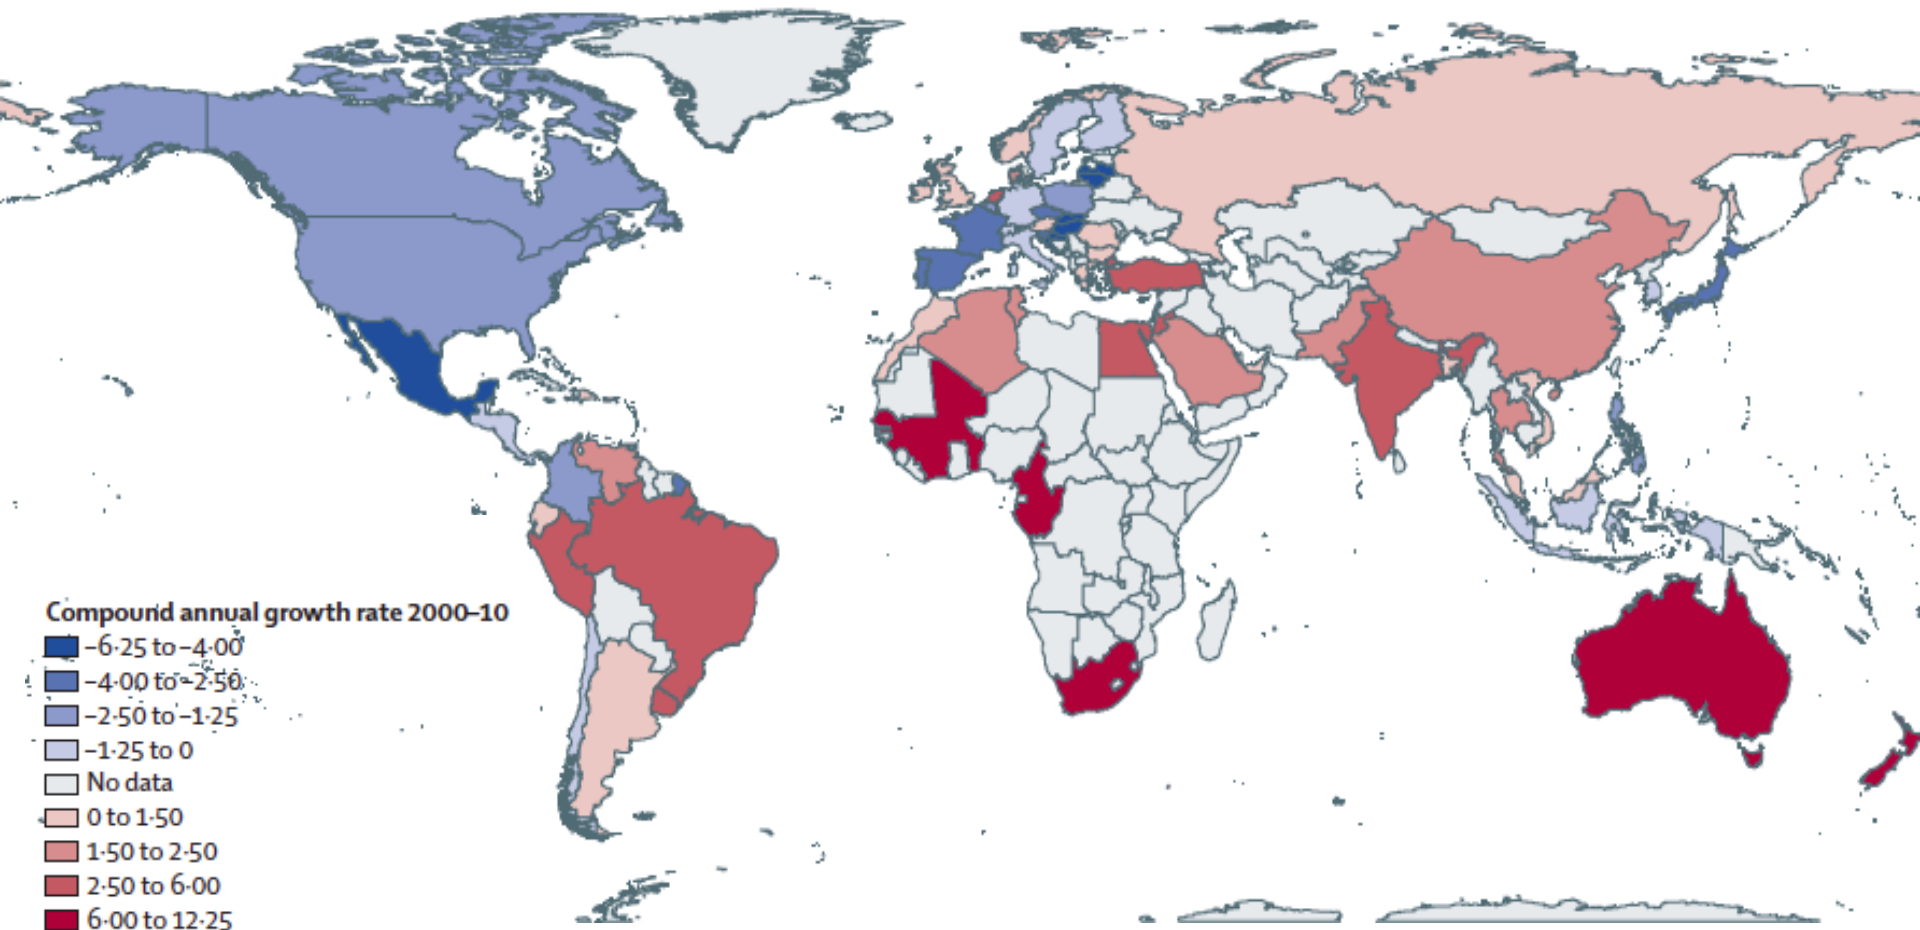 Compound annual growth rate 2000–10
–6·25 to –4·00
–4·00 to –2·50
–2·50 to –1·25
–1·25 to 0
No data
0 to 1·50
1·50 to 2·50
2·50 to 6·00
6·00 to 12·25